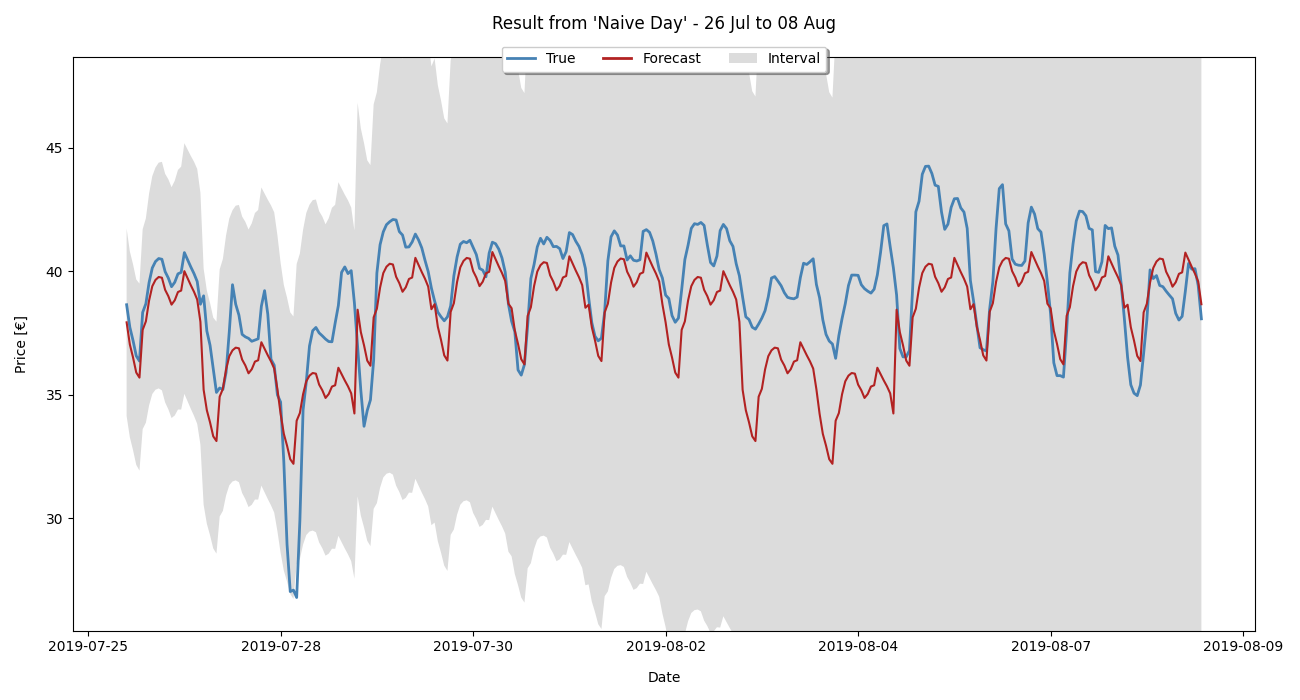 Result from 'Naive Day' - 26 Jul to 08 Aug
True Forecast Interval
Price [€]
45
40
35
30
2019-07-25 2019-07-28 2019-07-30 2019-08-02 2019-08-04 2019-08-07 2019-08-09
Date